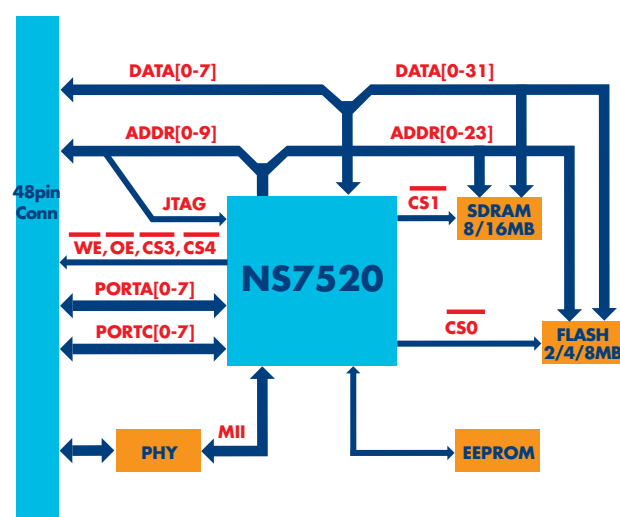 DATA[0-7]
DATA[0-31]
ADDR[0-9]
ADDR[0-23]
48pin
Conn
JTAG
CS1
SDRAM
8/16MB
WE, OE, CS3, CS4
NS7520
PORTA[0-7]
PORTC[0-7]
CS0
FLASH
2/4/8MB
MII
PHY
EEPROM